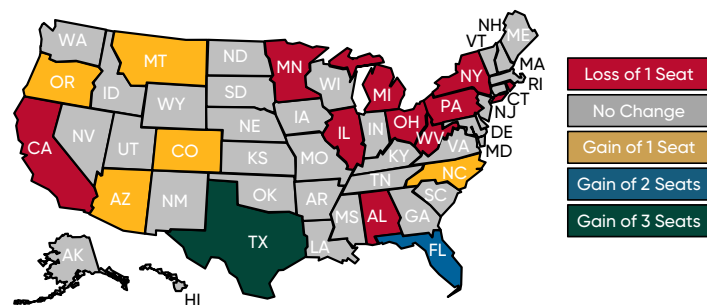 WA
OR
CA
NV
ID
MT
WY
UT
AZ
CO
NM
ND
SD
NE
KS
OK
TX
MN
IA
MO
AR
LA
WI
IL
MI
IN
OH
KY
TN
MS
AL
GA
FL
SC
NC
VA
WV
PA
NY
VT
NH
ME
MA
RI
CT
NJ
DE
MD
AK
HI
Loss of 1 Seat
No Change
Gain of 1 Seat
Gain of 2 Seats
Gain of 3 Seats